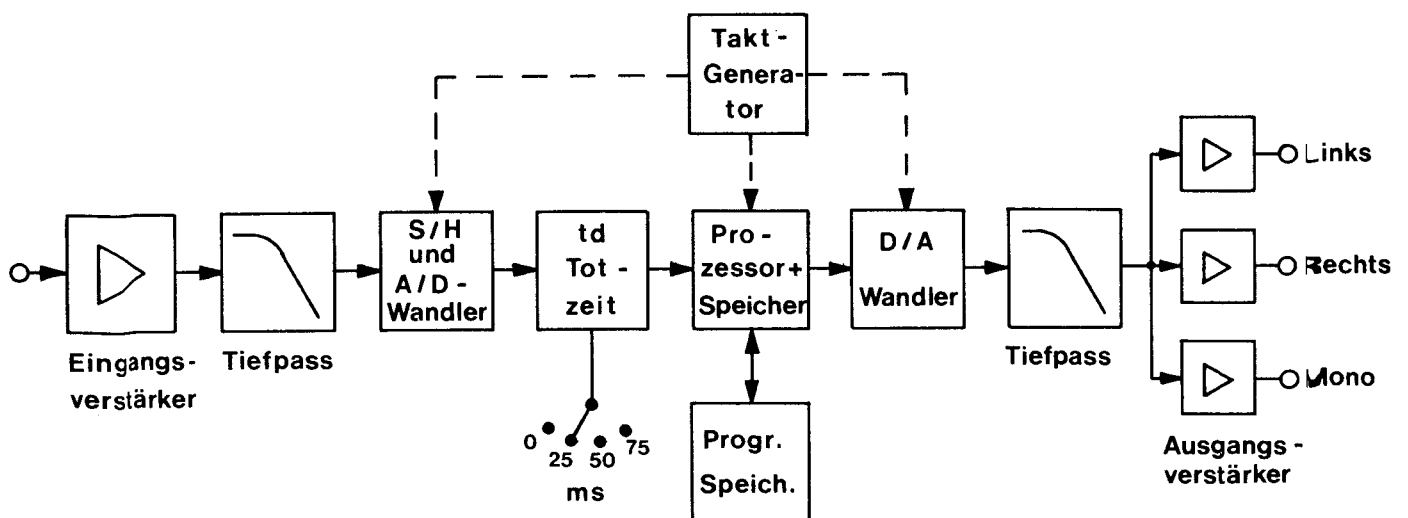 Takt-
Genera-
tor
Links
S/H
und
A/D-
Wandler
td
Tot-
zeit
Pro-
zessor+
Speicher
D/A
Wandler
Rechts
Eingangs-
verstärker
Tiefpass
Tiefpass
Mono
0
25
50
75
ms
Progr.
Speich.
Ausgangs-
verstärker